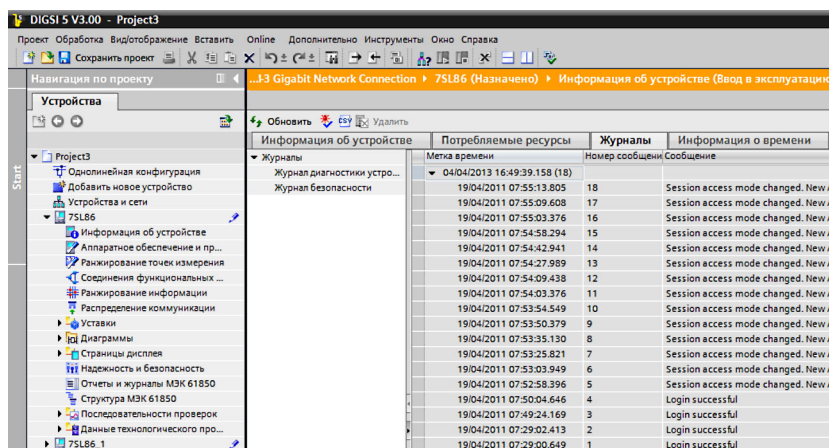 DIGSI 5 V3.00 - Project3
Проект Обработка Вид/отображение Вставить Online Дополнительно Инструменты Окно Справка
Сохранить проект
Навигация по проекту
...I-3 Gigabit Network Connection 7SL86 (Назначено) Информация об устройстве (Ввод в эксплуатацию
Устройства
Обновить CSV Удалить
Информация об устройстве Потребляемые ресурсы Журналы Информация о времени
Start
Project3
Однолинейная конфигурация
Добавить новое устройство
Устройства и сети
7SL86
Информация об устройстве
Аппаратное обеспечение и пр...
Ранжирование точек измерения
Соединения функциональных ...
Ранжирование информации
Распределение коммуникации
Уставки
Диаграммы
Страницы дисплея
Надежность и безопасность
Отчеты и журналы МЭК 61850
Структура МЭК 61850
Последовательности проверок
Данные технологического про...
7SL86_1
Журналы
Журнал диагностики устро...
Журнал безопасности
Метка времени Номер сообщени Сообщение
04/04/2013 16:49:39.158 (18)
19/04/2011 07:55:13.805 18 Session access mode changed. New A
19/04/2011 07:55:09.608 17 Session access mode changed. New A
19/04/2011 07:55:03.376 16 Session access mode changed. New A
19/04/2011 07:54:58.294 15 Session access mode changed. New A
19/04/2011 07:54:42.941 14 Session access mode changed. New A
19/04/2011 07:54:27.989 13 Session access mode changed. New A
19/04/2011 07:54:09.438 12 Session access mode changed. New A
19/04/2011 07:54:03.376 11 Session access mode changed. New A
19/04/2011 07:53:54.549 10 Session access mode changed. New A
19/04/2011 07:53:50.379 9 Session access mode changed. New A
19/04/2011 07:53:35.130 8 Session access mode changed. New A
19/04/2011 07:53:25.821 7 Session access mode changed. New A
19/04/2011 07:53:03.949 6 Session access mode changed. New A
19/04/2011 07:52:58.396 5 Session access mode changed. New A
19/04/2011 07:50:04.646 4 Login successful
19/04/2011 07:49:24.169 3 Login successful
19/04/2011 07:29:02.413 2 Login successful
19/04/2011 07:29:00.649 1 Login successful